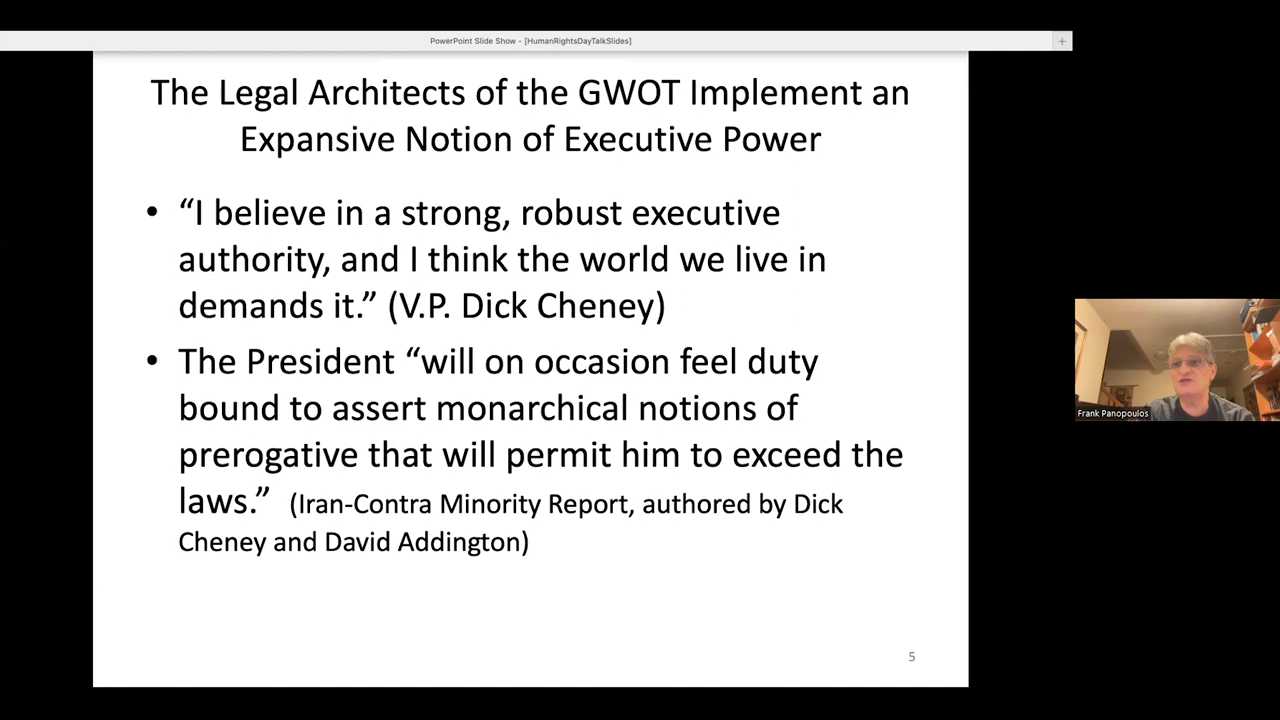 PowerPoint Slide Show - [HumanRightsDayTalkSlides]
The Legal Architects of the GWOT Implement an
Expansive Notion of Executive Power
• “I believe in a strong, robust executive
authority, and I think the world we live in
demands it.” (V.P. Dick Cheney)
• The President “will on occasion feel duty
bound to assert monarchical notions of
prerogative that will permit him to exceed the
laws.” (Iran-Contra Minority Report, authored by Dick
Cheney and David Addington)
5
Frank Panopoulos